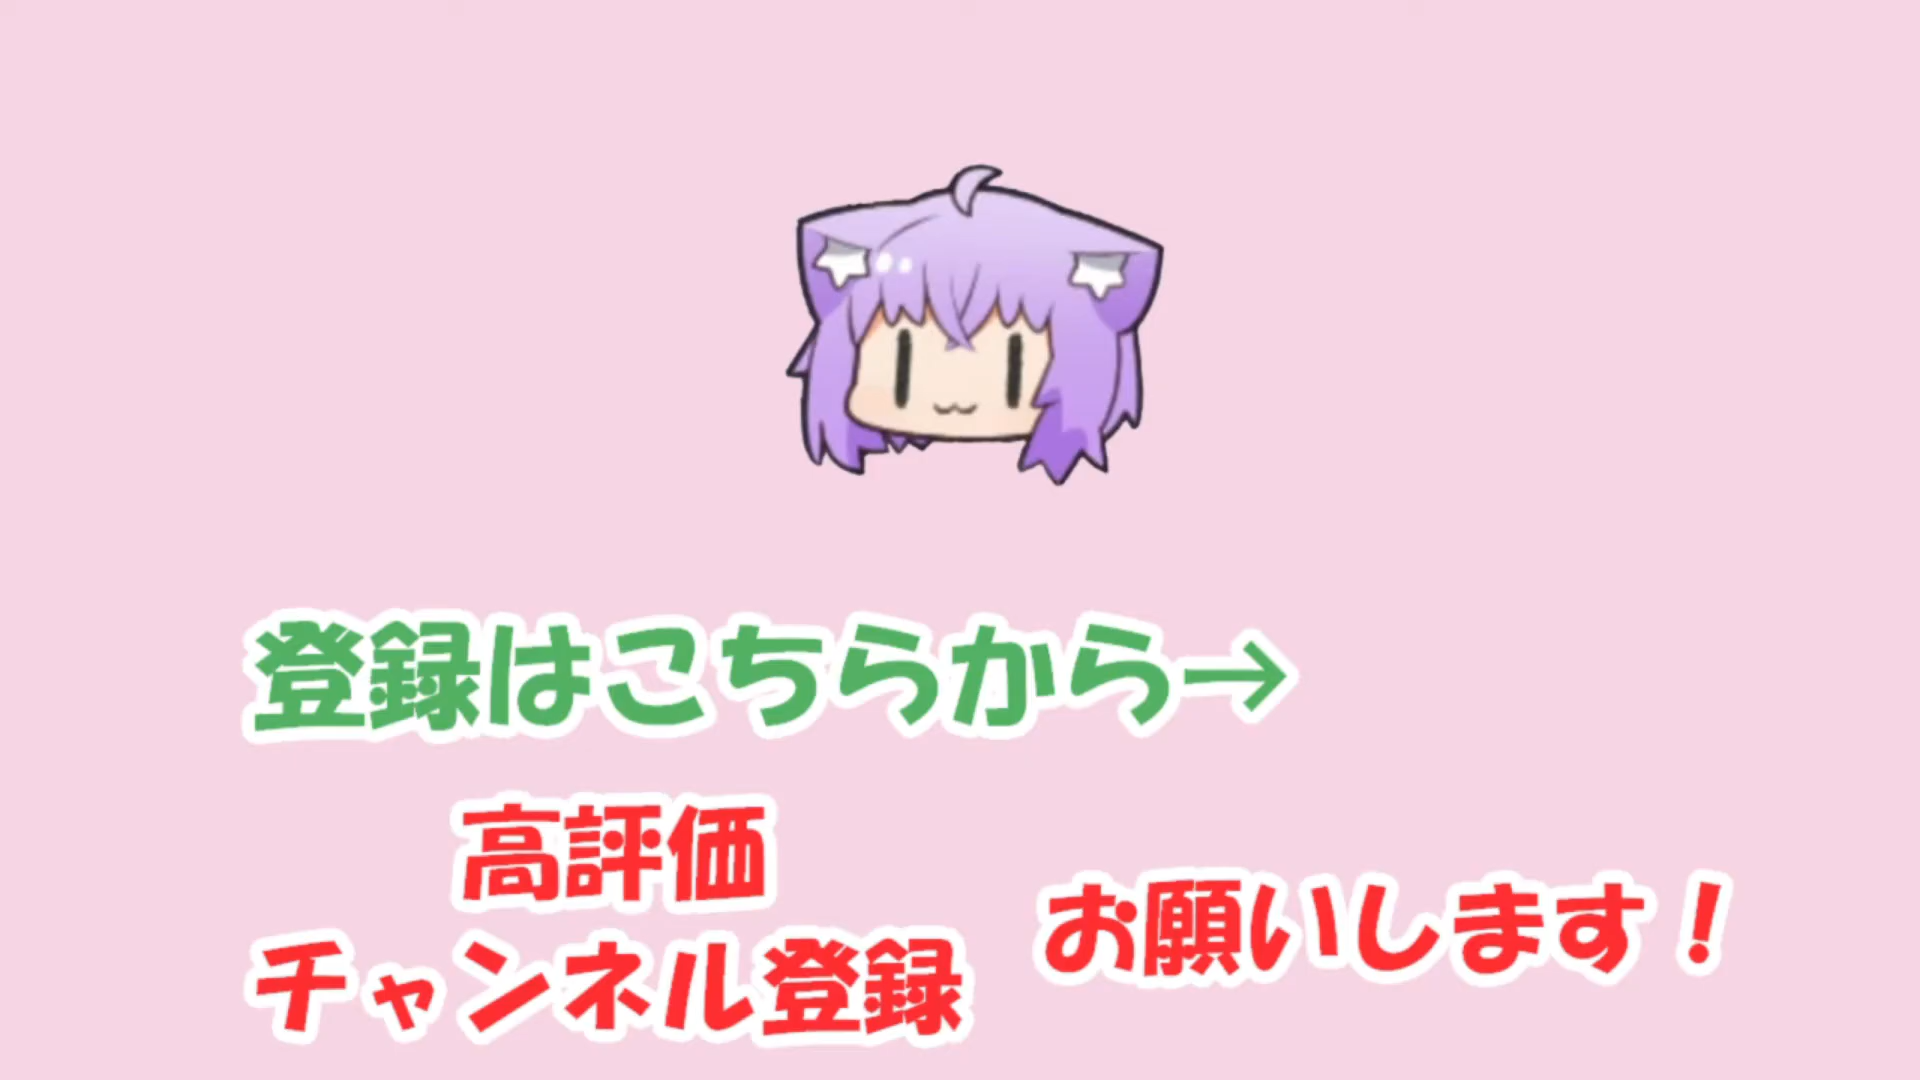 登録はこちらから→
高評価
チャンネル登録
お願いします！